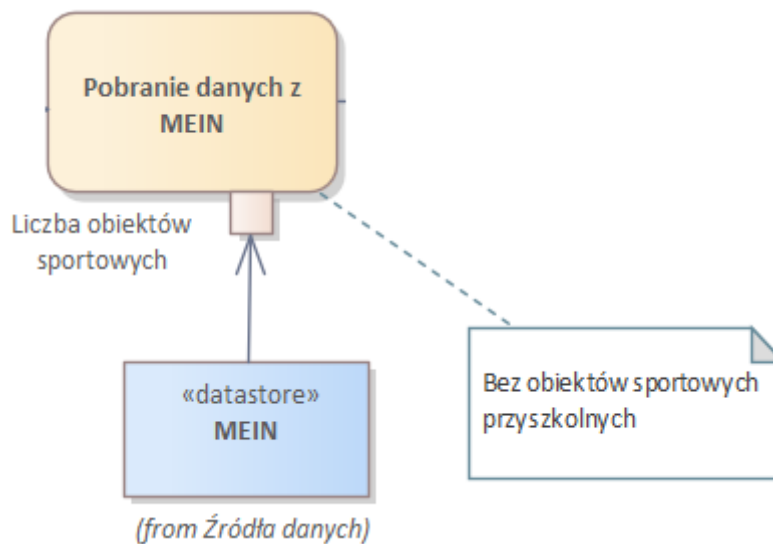 Pobranie danych z
MEIN
Liczba obiektów
sportowych
«datastore»
MEIN
(from Źródła danych)
Bez obiektów sportowych
przyszkolnych